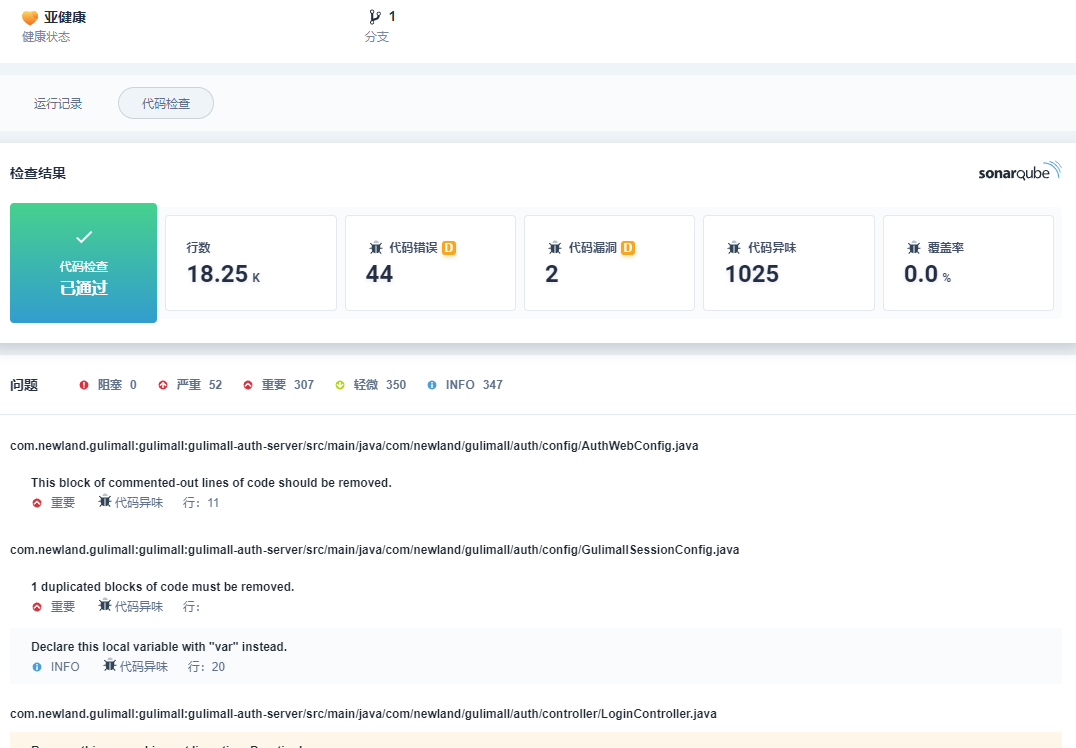 亚健康
1
健康状态
分支
运行记录
代码检查
检查结果
sonarqube
代码检查
已通过
行数
18.25 K
代码错误 D
44
代码漏洞 D
2
代码异味
1025
覆盖率
0.0 %
问题 阻塞 0 严重 52 重要 307 轻微 350 INFO 347
com.newland.gulimall:gulimall:gulimall-auth-server/src/main/java/com/newland/gulimall/auth/config/AuthWebConfig.java
This block of commented-out lines of code should be removed.
重要 代码异味 行：11
com.newland.gulimall:gulimall:gulimall-auth-server/src/main/java/com/newland/gulimall/auth/config/GulimallSessionConfig.java
1 duplicated blocks of code must be removed.
重要 代码异味 行：
Declare this local variable with "var" instead.
INFO 代码异味 行：20
com.newland.gulimall:gulimall:gulimall-auth-server/src/main/java/com/newland/gulimall/auth/controller/LoginController.java